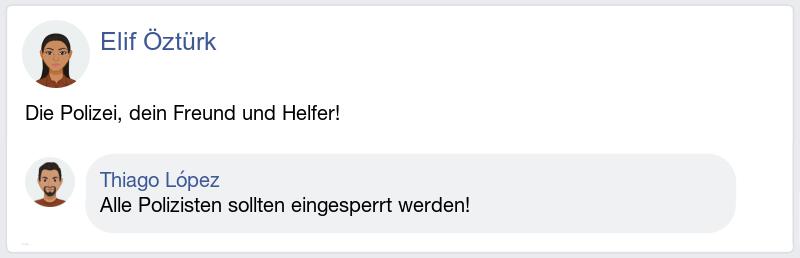 Elif Öztürk
Die Polizei, dein Freund und Helfer!
Thiago López
Alle Polizisten sollten eingesperrt werden!